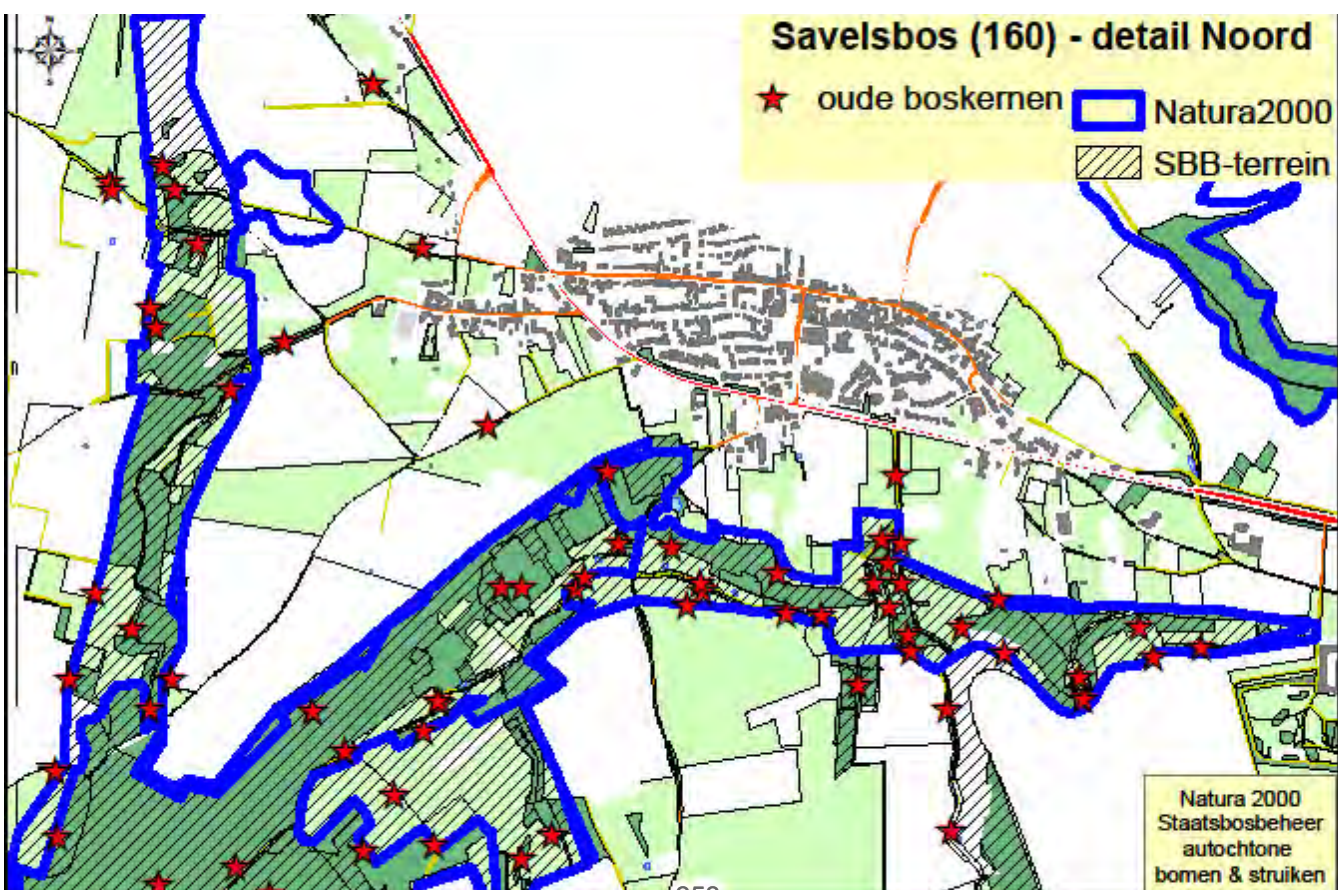 Savelsbos (160) - detail Noord
oude boskernen
Natura2000
SBB-terrein
Natura 2000
Staatsbosbeheer
autochtone
bomen & struiken